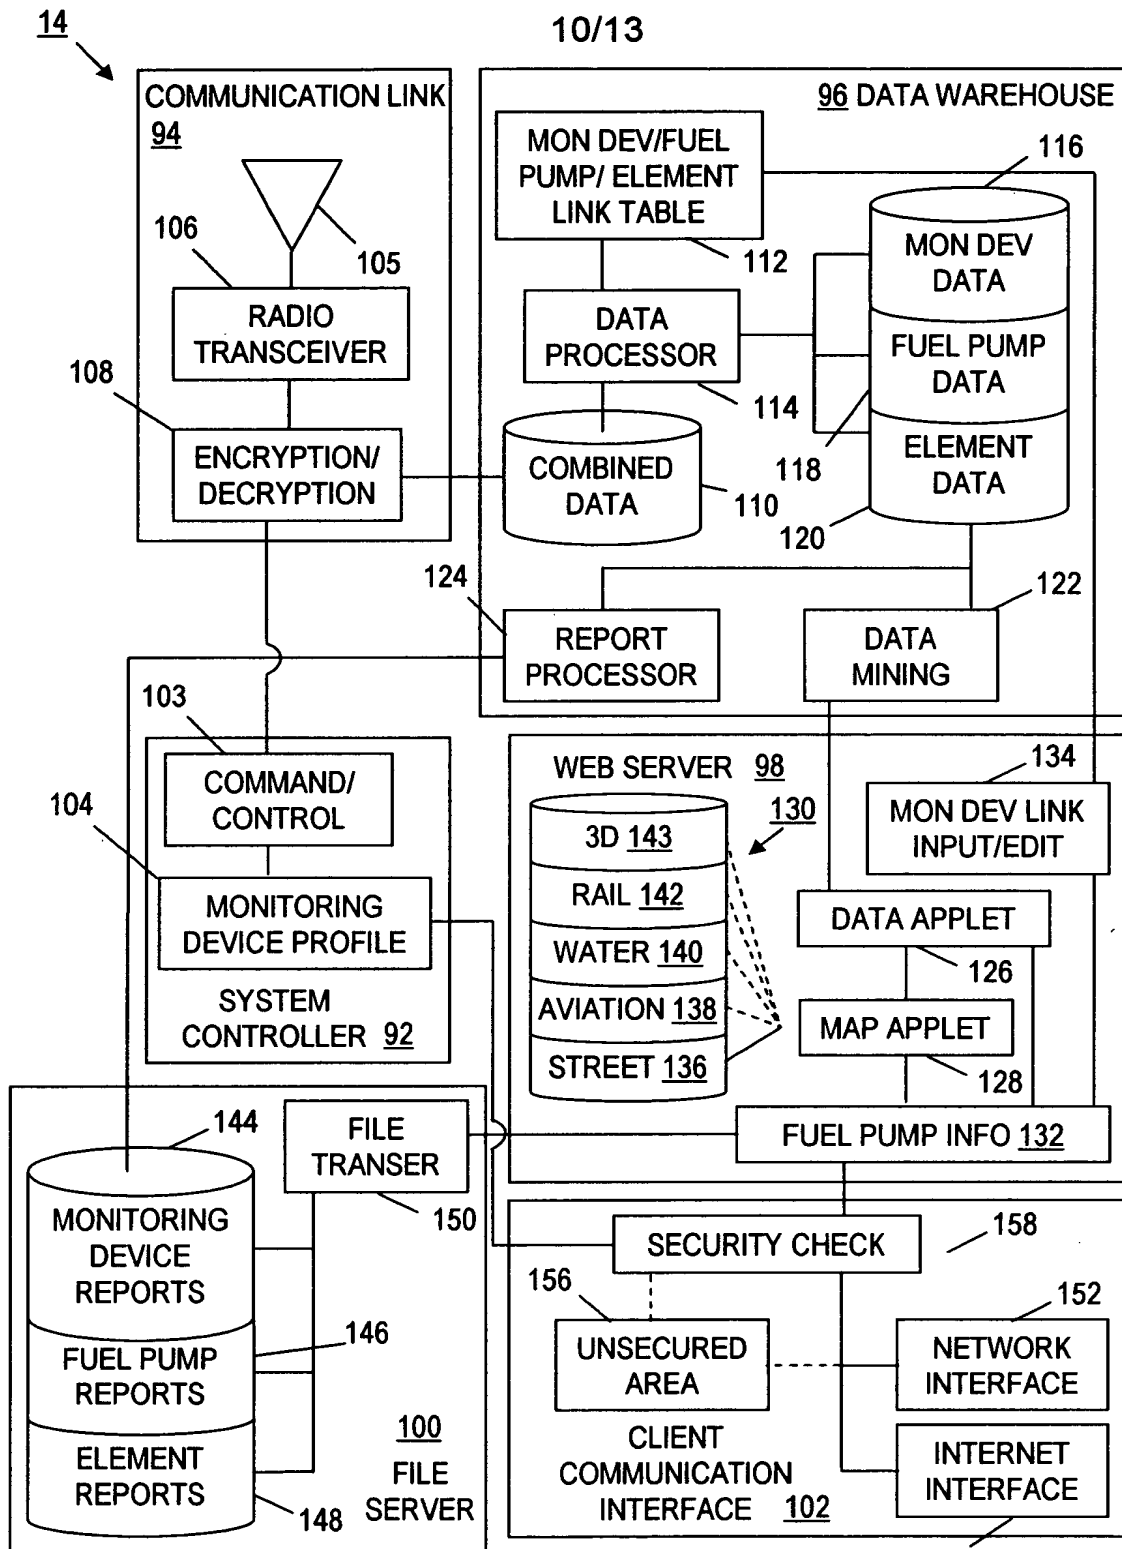 14
10/13
COMMUNICATION LINK
94
106
105
RADIO
TRANSCEIVER
108
ENCRYPTION/
DECRYPTION
96 DATA WAREHOUSE
MON DEV/FUEL
PUMP/ ELEMENT
LINK TABLE
112
116
MON DEV
DATA
FUEL PUMP
DATA
ELEMENT
DATA
118
120
DATA
PROCESSOR
114
COMBINED
DATA
110
124
REPORT
PROCESSOR
122
DATA
MINING
103
COMMAND/
CONTROL
104
MONITORING
DEVICE PROFILE
SYSTEM
CONTROLLER 92
WEB SERVER 98
130
3D 143
RAIL 142
WATER 140
AVIATION 138
STREET 136
134
MON DEV LINK
INPUT/EDIT
DATA APPLET
126
MAP APPLET
128
FUEL PUMP INFO 132
144
MONITORING
DEVICE
REPORTS
FUEL PUMP
REPORTS
146
ELEMENT
REPORTS
148
FILE
TRANSER
150
100
FILE
SERVER
SECURITY CHECK
158
156
UNSECURED
AREA
152
NETWORK
INTERFACE
INTERNET
INTERFACE
CLIENT
COMMUNICATION
INTERFACE 102